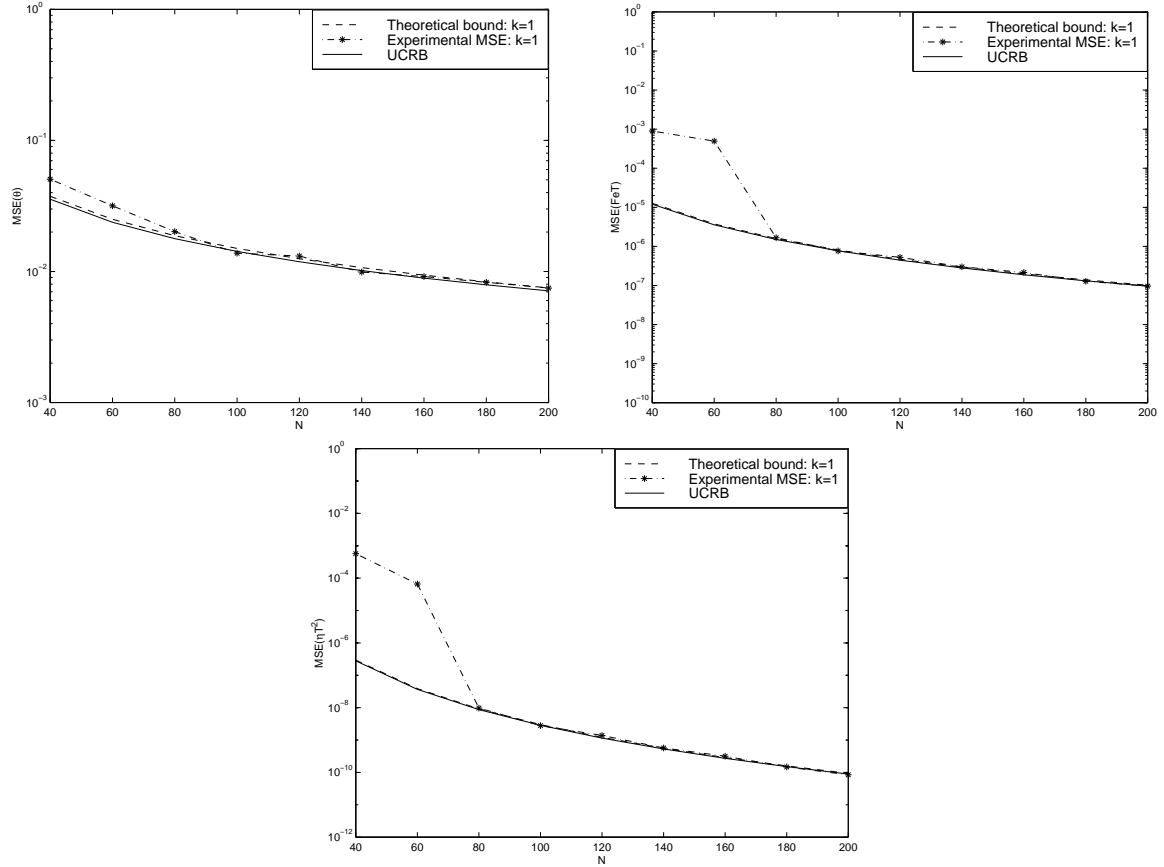 10^0
Theoretical bound: k=1
Experimental MSE: k=1
UCRB
10^-1
10^-2
10^-3
MSE(θ)
40 60 80 100 120 140 160 180 200
N
10^0
Theoretical bound: k=1
Experimental MSE: k=1
UCRB
10^-1
10^-2
10^-3
10^-4
10^-5
10^-6
10^-7
10^-8
10^-9
10^-10
MSE(FeT)
40 60 80 100 120 140 160 180 200
N
10^0
Theoretical bound: k=1
Experimental MSE: k=1
UCRB
10^-2
10^-4
10^-6
10^-8
10^-10
10^-12
MSE(ηT^2)
40 60 80 100 120 140 160 180 200
N